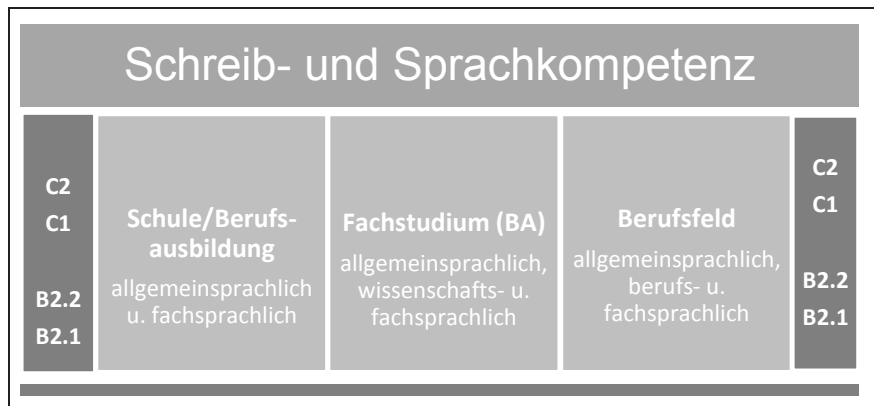 Schreib- und Sprachkompetenz
C2
C1
B2.2
B2.1
Schule/Berufs-
ausbildung
allgemeinsprachlich
u. fachsprachlich
Fachstudium (BA)
allgemeinsprachlich,
wissenschafts- u.
fachsprachlich
Berufsfeld
allgemeinsprachlich,
berufs- u.
fachsprachlich
C2
C1
B2.2
B2.1